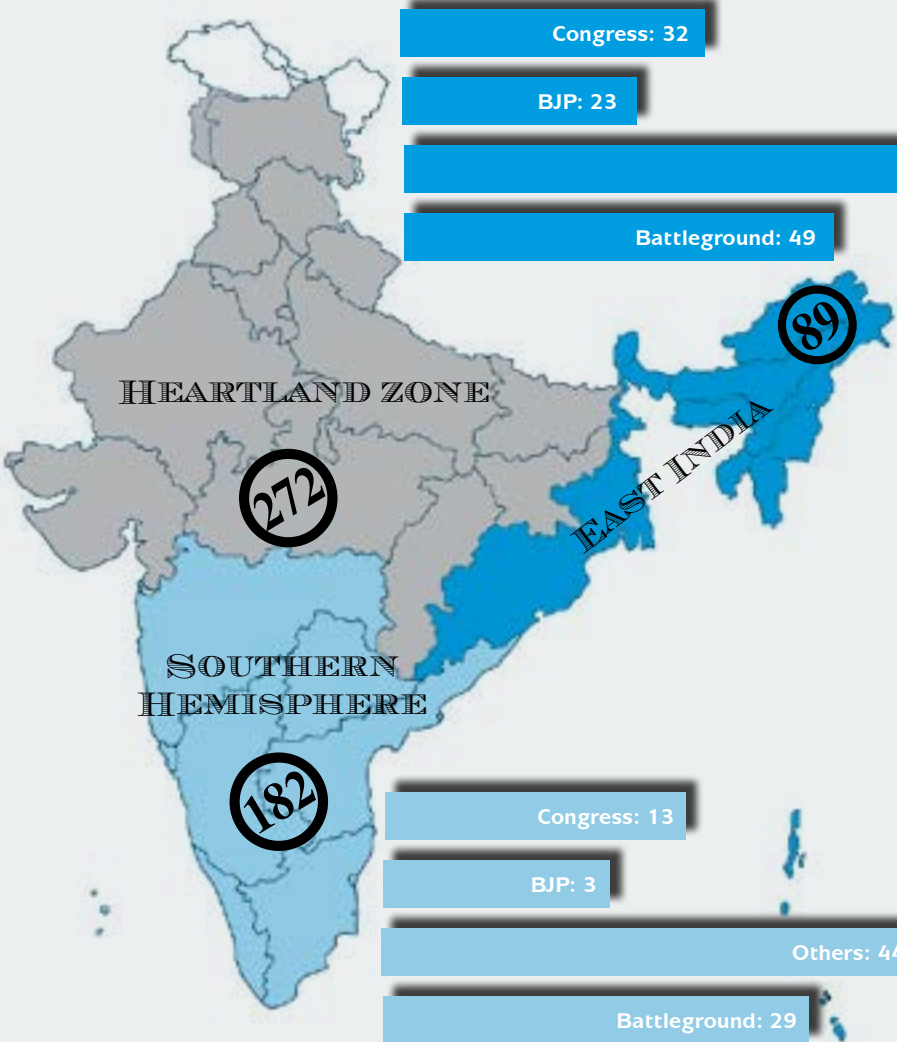 Congress: 32
BJP: 23
Battleground: 49
89
HEARTLAND ZONE
EAST INDIA
272
SOUTHERN
HEMISPHERE
182
Congress: 13
BJP: 3
Others: 44
Battleground: 29